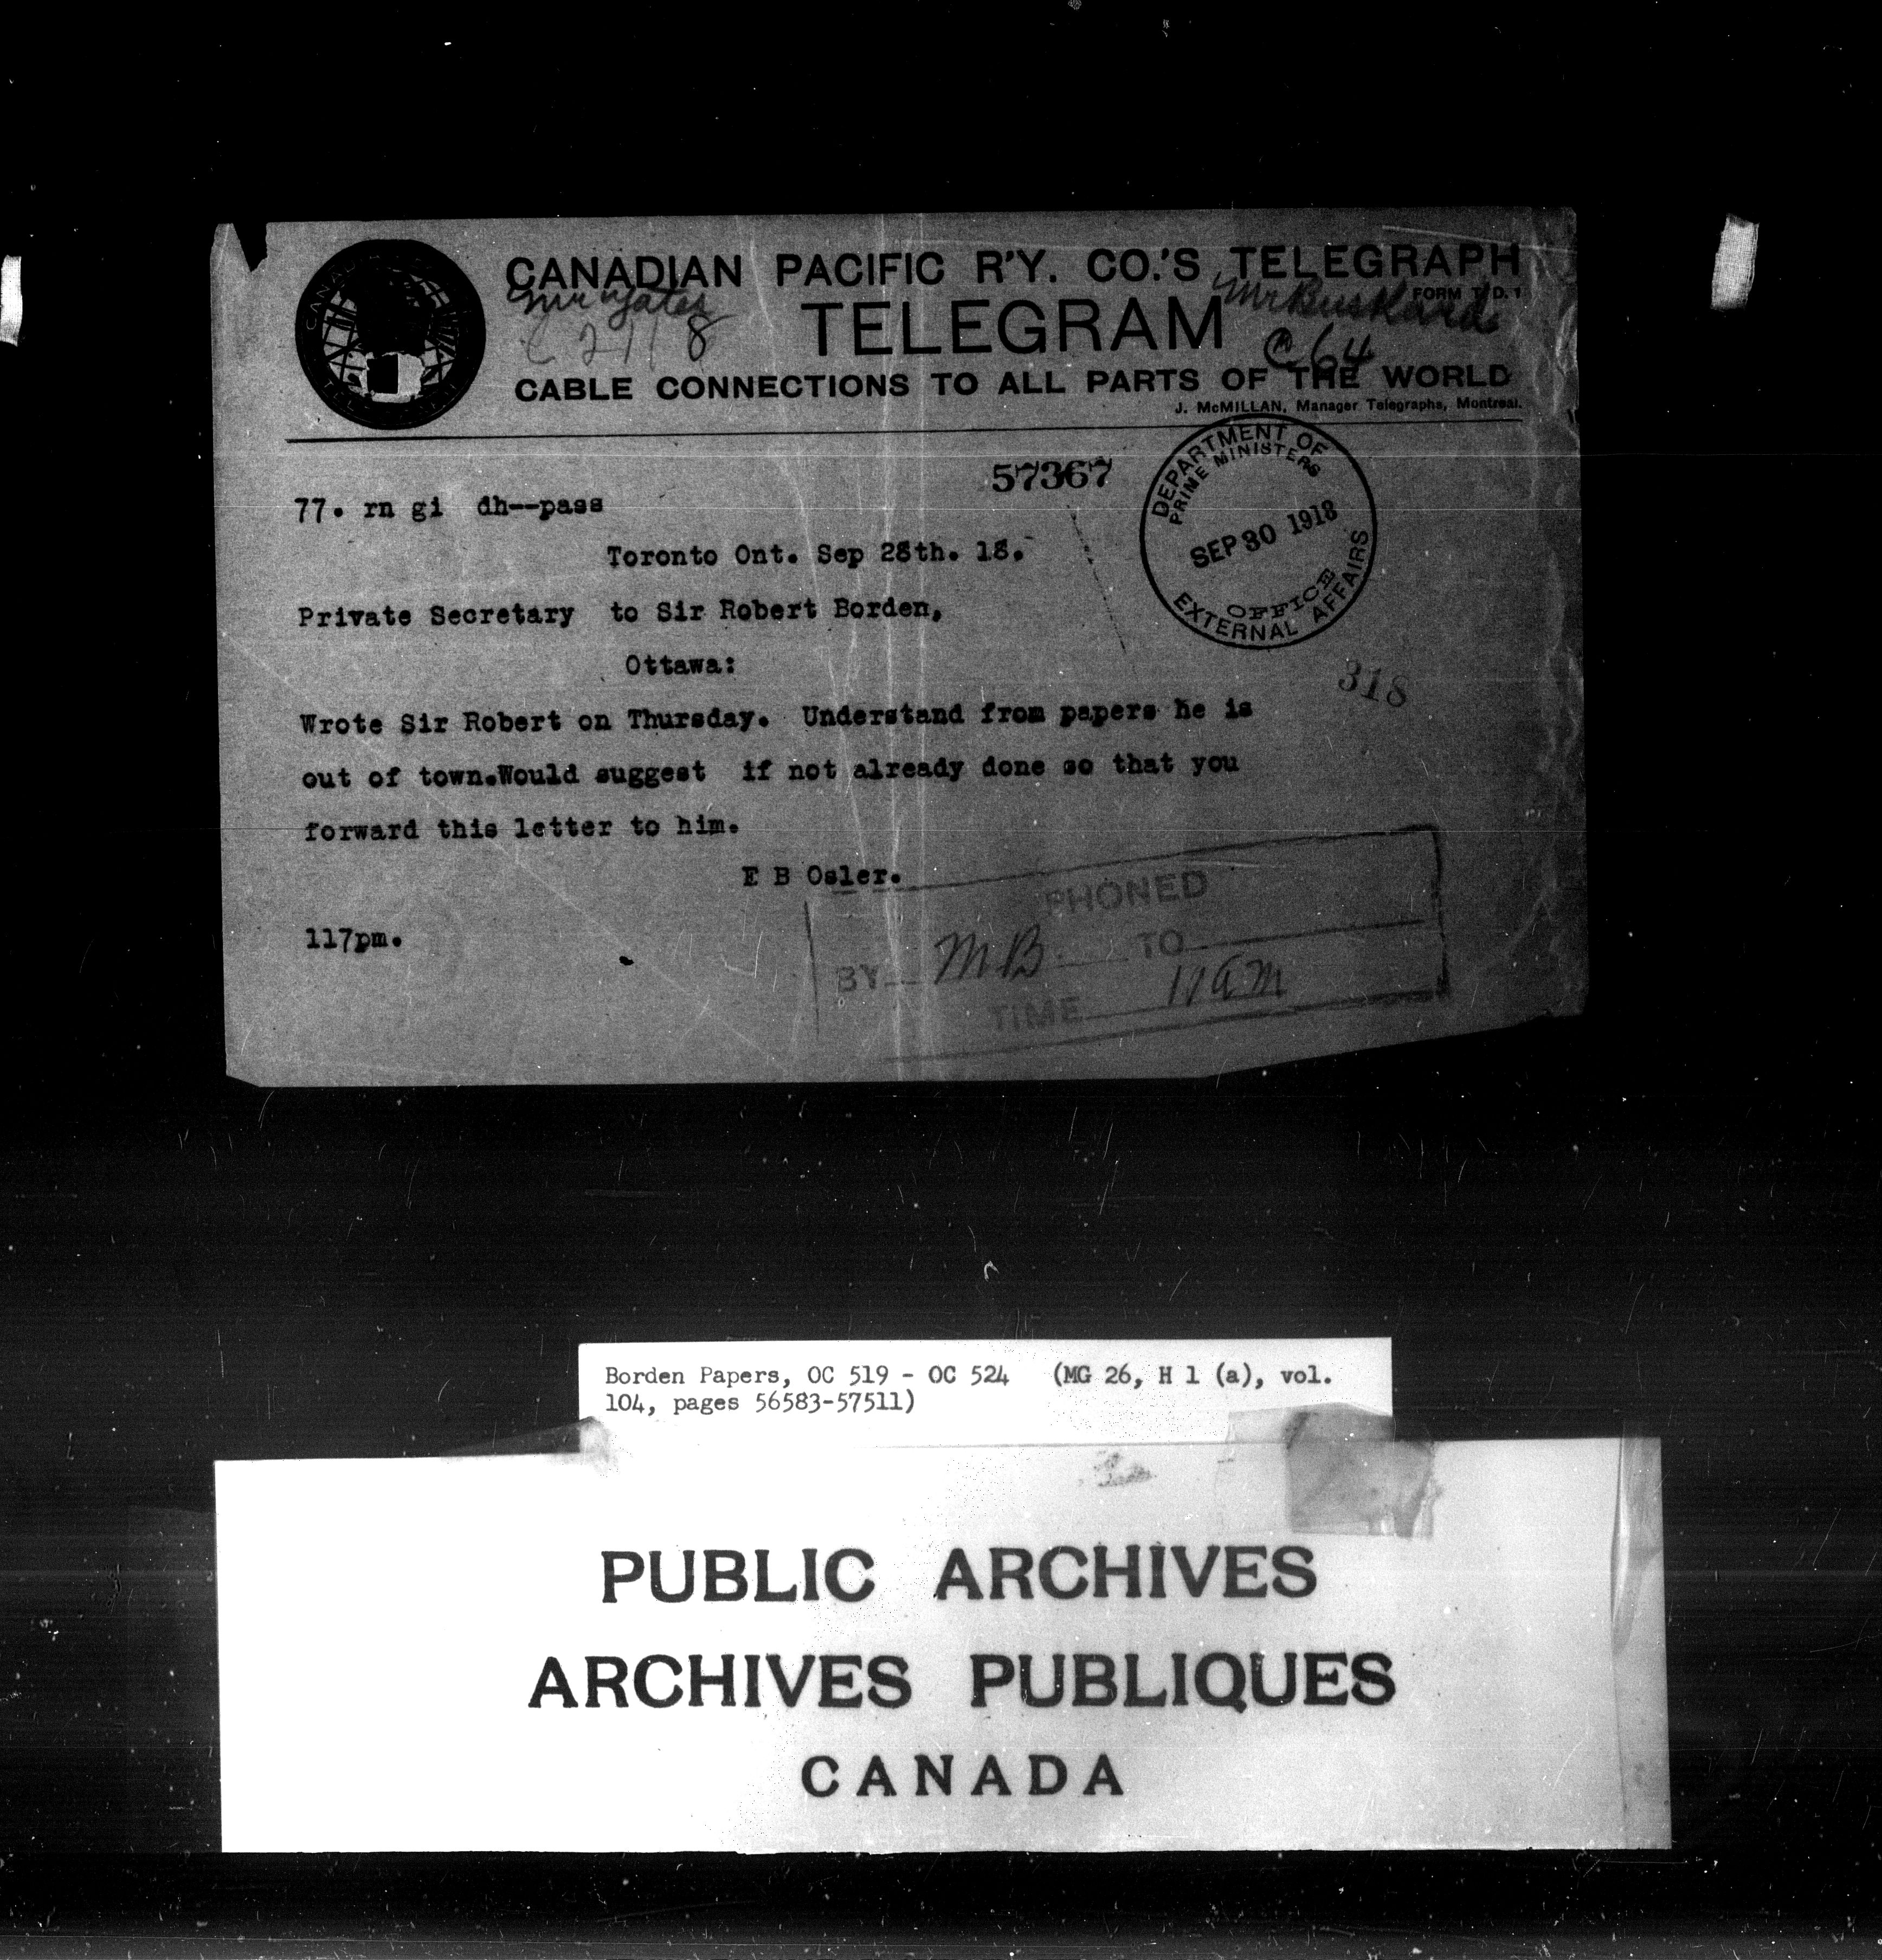 CANADIAN PACIFIC R'Y. CO.'S TELEGRAPH
FORM T. D. 1
Mr Yates
Mr Buskard
TELEGRAM
C 2118
C 64
CABLE CONNECTIONS TO ALL PARTS OF THE WORLD
J. McMILLAN, Manager Telegraphs, Montreal.
57367
DEPARTMENT OF
PRIME MINISTERS
SEP 30 1918
OFFICE
EXTERNAL AFFAIRS
77. rn gi dh--pass
Toronto Ont. Sep 28th. 18.
Private Secretary to Sir Robert Borden,
Ottawa:
318
Wrote Sir Robert on Thursday. Understand from papers he is
out of town.Would suggest if not already done so that you
forward this letter to him.
E B Osler.
117pm.
PHONED
BY M.B. TO
TIME 11 am
Borden Papers, OC 519 - OC 524 (MG 26, H 1 (a), vol.
104, pages 56583-57511)
PUBLIC ARCHIVES
ARCHIVES PUBLIQUES
CANADA